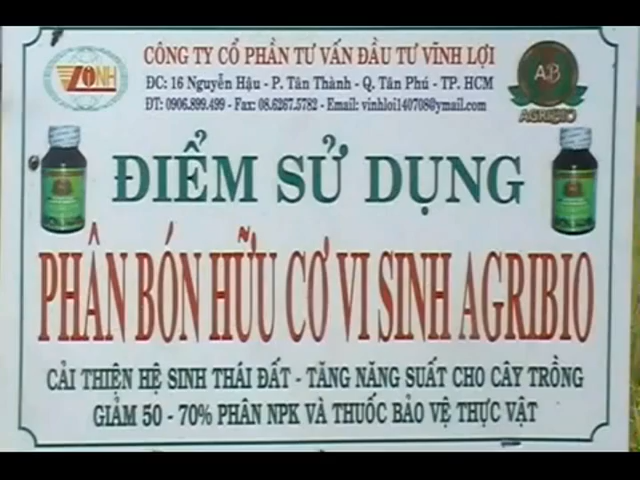 CÔNG TY CỔ PHẦN TƯ VẤN ĐẦU TƯ VĨNH LỢI
ĐC: 16 Nguyễn Hậu - P. Tân Thành - Q. Tân Phú - TP. HCM
ĐT: 0906.899.499 - Fax: 08.6267.5782 - Email: vinhloi140708@ymail.com
AB
AGRIBIO
ĐIỂM SỬ DỤNG
PHÂN BÓN HỮU CƠ VI SINH AGRIBIO
CẢI THIỆN HỆ SINH THÁI ĐẤT - TĂNG NĂNG SUẤT CHO CÂY TRỒNG
GIẢM 50 - 70% PHÂN NPK VÀ THUỐC BẢO VỆ THỰC VẬT